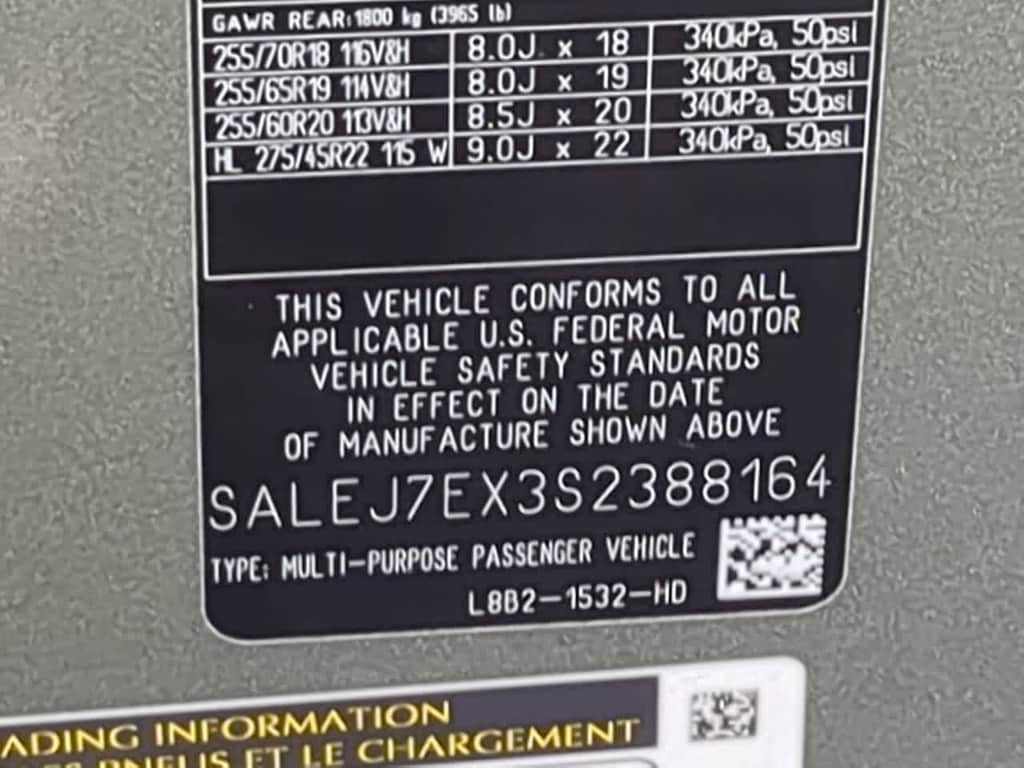 GAWR REAR: 1800 kg (3965 lb)
255/70R18 116V&H 8.0J x 18 340kPa, 50psi
255/65R19 114V&H 8.0J x 19 340kPa, 50psi
255/60R20 113V&H 8.5J x 20 340kPa, 50psi
HL 275/45R22 115 W 9.0J x 22 340kPa, 50psi
THIS VEHICLE CONFORMS TO ALL
APPLICABLE U.S. FEDERAL MOTOR
VEHICLE SAFETY STANDARDS
IN EFFECT ON THE DATE
OF MANUFACTURE SHOWN ABOVE
SALEJ7EX3S2388164
TYPE: MULTI-PURPOSE PASSENGER VEHICLE
L8B2-1532-HD
ADING INFORMATION
PNEUS ET LE CHARGEMENT